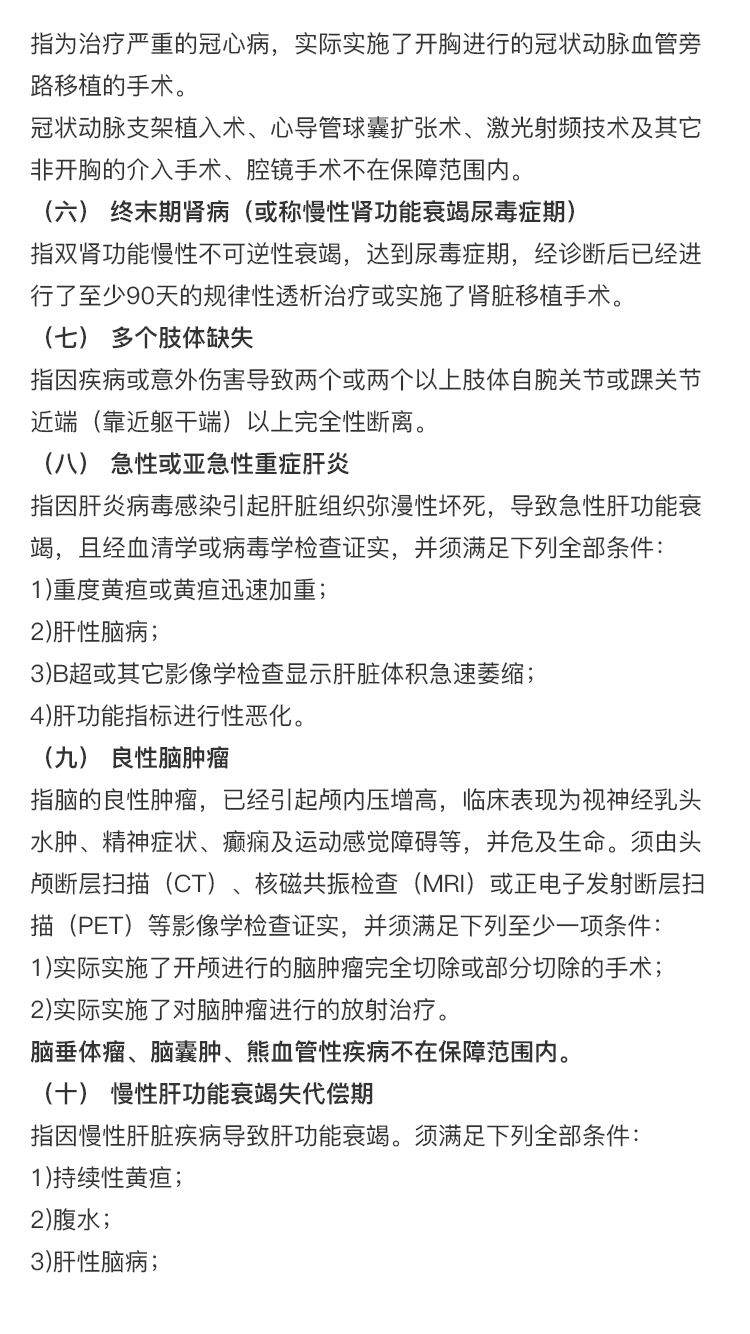 指为治疗严重的冠心病，实际实施了开胸进行的冠状动脉血管旁
路移植的手术。
冠状动脉支架植入术、心导管球囊扩张术、激光射频技术及其它
非开胸的介入手术、腔镜手术不在保障范围内。
（六） 终末期肾病（或称慢性肾功能衰竭尿毒症期）
指双肾功能慢性不可逆性衰竭，达到尿毒症期，经诊断后已经进
行了至少90天的规律性透析治疗或实施了肾脏移植手术。
（七） 多个肢体缺失
指因疾病或意外伤害导致两个或两个以上肢体自腕关节或踝关节
近端（靠近躯干端）以上完全性断离。
（八） 急性或亚急性重症肝炎
指因肝炎病毒感染引起肝脏组织弥漫性坏死，导致急性肝功能衰
竭，且经血清学或病毒学检查证实，并须满足下列全部条件：
1)重度黄疸或黄疸迅速加重；
2)肝性脑病；
3)B超或其它影像学检查显示肝脏体积急速萎缩；
4)肝功能指标进行性恶化。
（九） 良性脑肿瘤
指脑的良性肿瘤，已经引起颅内压增高，临床表现为视神经乳头
水肿、精神症状、癫痫及运动感觉障碍等，并危及生命。须由头
颅断层扫描（CT）、核磁共振检查（MRI）或正电子发射断层扫
描（PET）等影像学检查证实，并须满足下列至少一项条件：
1)实际实施了开颅进行的脑肿瘤完全切除或部分切除的手术；
2)实际实施了对脑肿瘤进行的放射治疗。
脑垂体瘤、脑囊肿、熊血管性疾病不在保障范围内。
（十） 慢性肝功能衰竭失代偿期
指因慢性肝脏疾病导致肝功能衰竭。须满足下列全部条件：
1)持续性黄疸；
2)腹水；
3)肝性脑病；